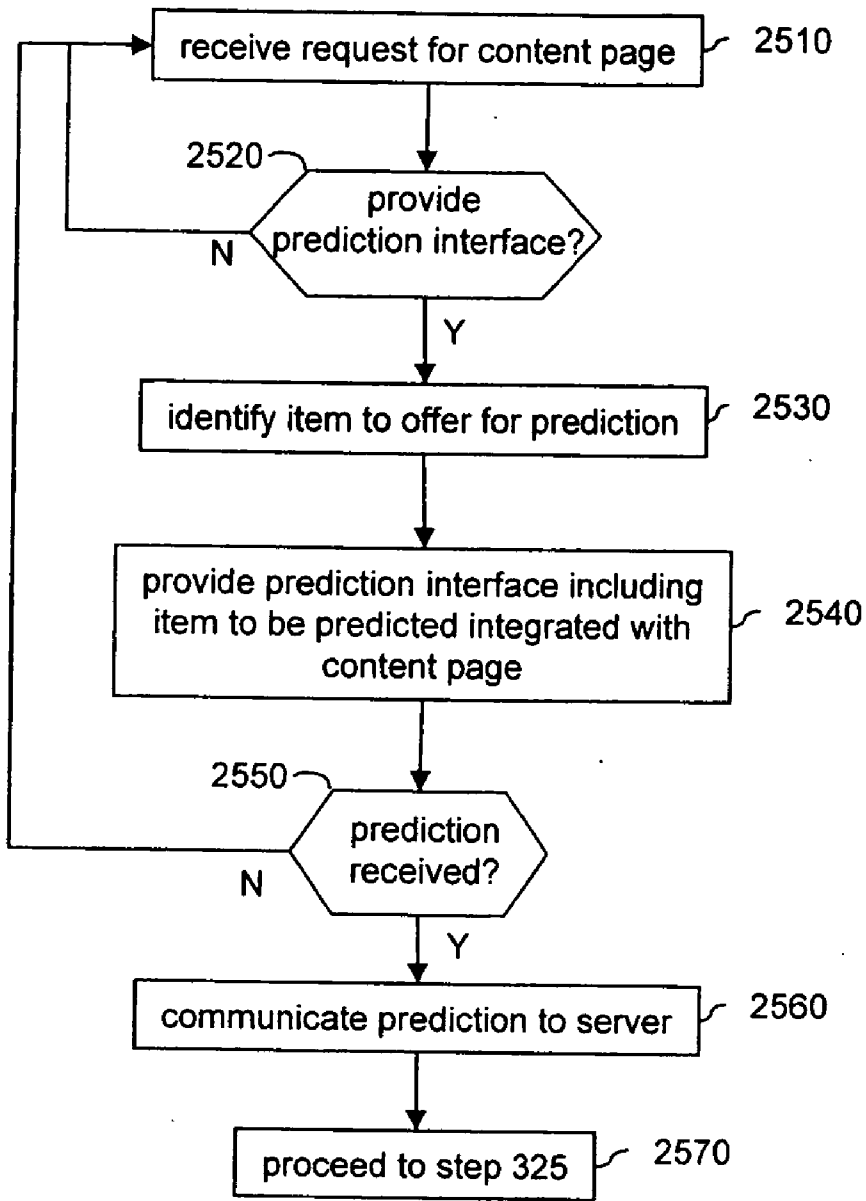 receive request for content page
2510
2520
provide
prediction interface?
N
Y
identify item to offer for prediction
2530
provide prediction interface including
item to be predicted integrated with
content page
2540
2550
prediction
received?
N
Y
communicate prediction to server
2560
proceed to step 325
2570